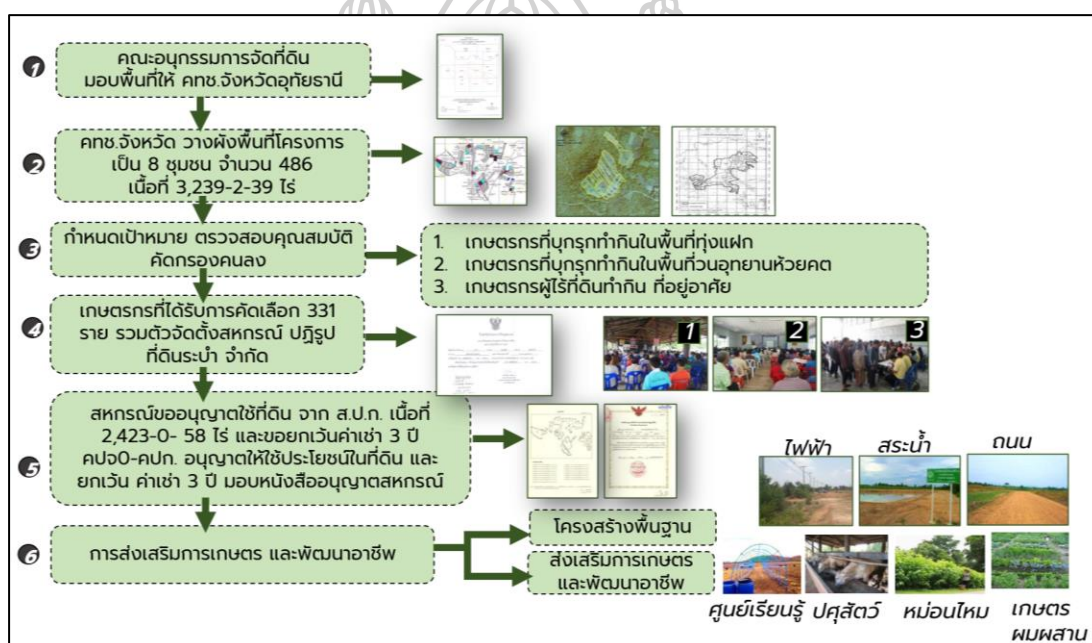 1
คณะอนุกรรมการจัดที่ดิน
มอบพื้นที่ให้ คทช.จังหวัดอุทัยธานี
2
คทช.จังหวัด วางผังพื้นที่โครงการ
เป็น 8 ชุมชน จำนวน 486
เนื้อที่ 3,239-2-39 ไร่
3
กำหนดเป้าหมาย ตรวจสอบคุณสมบัติ
คัดกรองคนลง
1. เกษตรกรที่บุกรุกทำกินในพื้นที่ทุ่งแฝก
2. เกษตรกรที่บุกรุกทำกินในพื้นที่วนอุทยานห้วยคต
3. เกษตรกรผู้ไร้ที่ดินทำกิน ที่อยู่อาศัย
4
เกษตรกรที่ได้รับการคัดเลือก 331
ราย รวมตัวจัดตั้งสหกรณ์ ปฏิรูป
ที่ดินระบำ จำกัด
1 2 3
5
สหกรณ์ขออนุญาตใช้ที่ดิน จาก ส.ป.ก. เนื้อที่
2,423-0- 58 ไร่ และขอยกเว้นค่าเช่า 3 ปี
คปจ0-คปก. อนุญาตให้ใช้ประโยชน์ในที่ดิน และ
ยกเว้น ค่าเช่า 3 ปี มอบหนังสืออนุญาตสหกรณ์
ไฟฟ้า สระน้ำ ถนน
6
การส่งเสริมการเกษตร และพัฒนาอาชีพ
โครงสร้างพื้นฐาน
ส่งเสริมการเกษตร
และพัฒนาอาชีพ
ศูนย์เรียนรู้ ปศุสัตว์ หม่อนไหม เกษตร
ผมผสาน